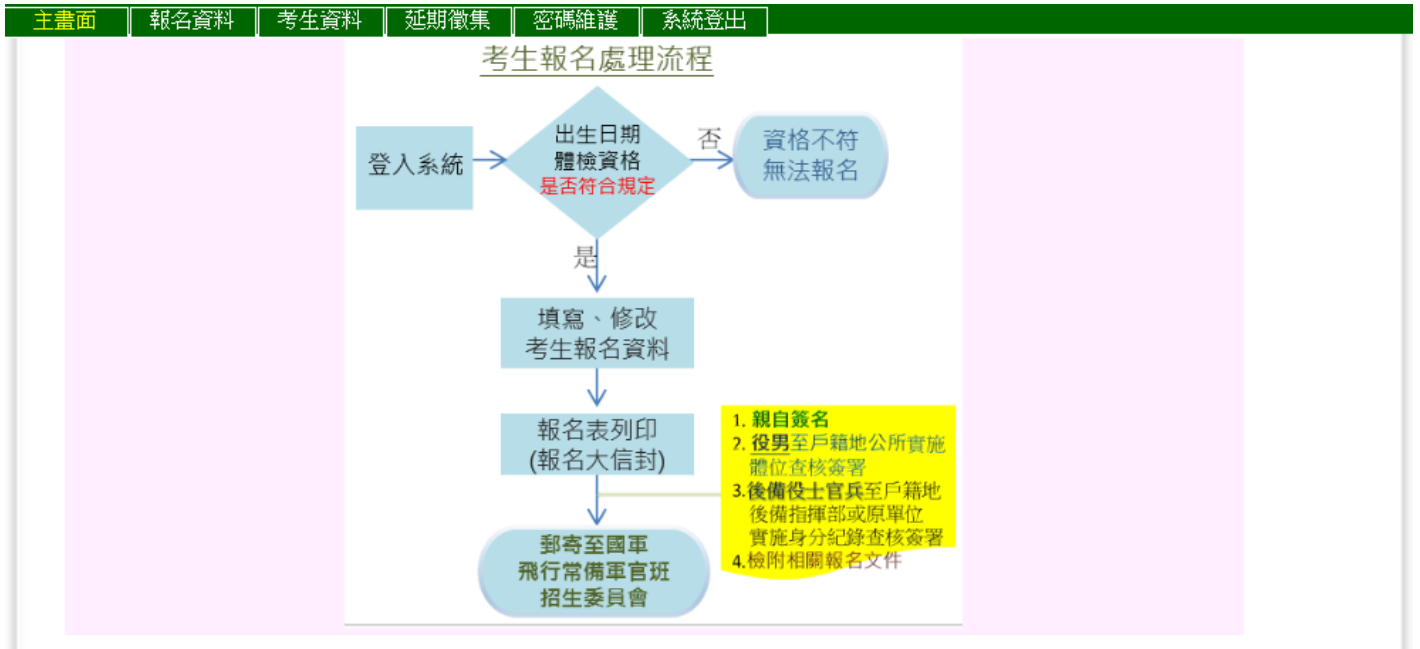 主畫面 報名資料 考生資料 延期徵集 密碼維護 系統登出
考生報名處理流程
登入系統
出生日期
體檢資格
是否符合規定
否
資格不符
無法報名
是
填寫、修改
考生報名資料
報名表列印
(報名大信封)
1. 親自簽名
2. 役男至戶籍地公所實施
體位查核簽署
3.後備役士官兵至戶籍地
後備指揮部或原單位
實施身分紀錄查核簽署
4.檢附相關報名文件
郵寄至國軍
飛行常備軍官班
招生委員會